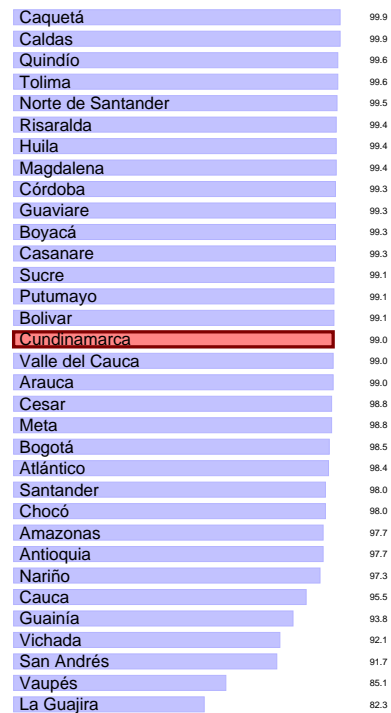 Caquetá 99.9
Caldas 99.9
Quindío 99.6
Tolima 99.6
Norte de Santander 99.5
Risaralda 99.4
Huila 99.4
Magdalena 99.4
Córdoba 99.3
Guaviare 99.3
Boyacá 99.3
Casanare 99.3
Sucre 99.1
Putumayo 99.1
Bolivar 99.1
Cundinamarca 99.0
Valle del Cauca 99.0
Arauca 99.0
Cesar 98.8
Meta 98.8
Bogotá 98.5
Atlántico 98.4
Santander 98.0
Chocó 98.0
Amazonas 97.7
Antioquia 97.7
Nariño 97.3
Cauca 95.5
Guainía 93.8
Vichada 92.1
San Andrés 91.7
Vaupés 85.1
La Guajira 82.3